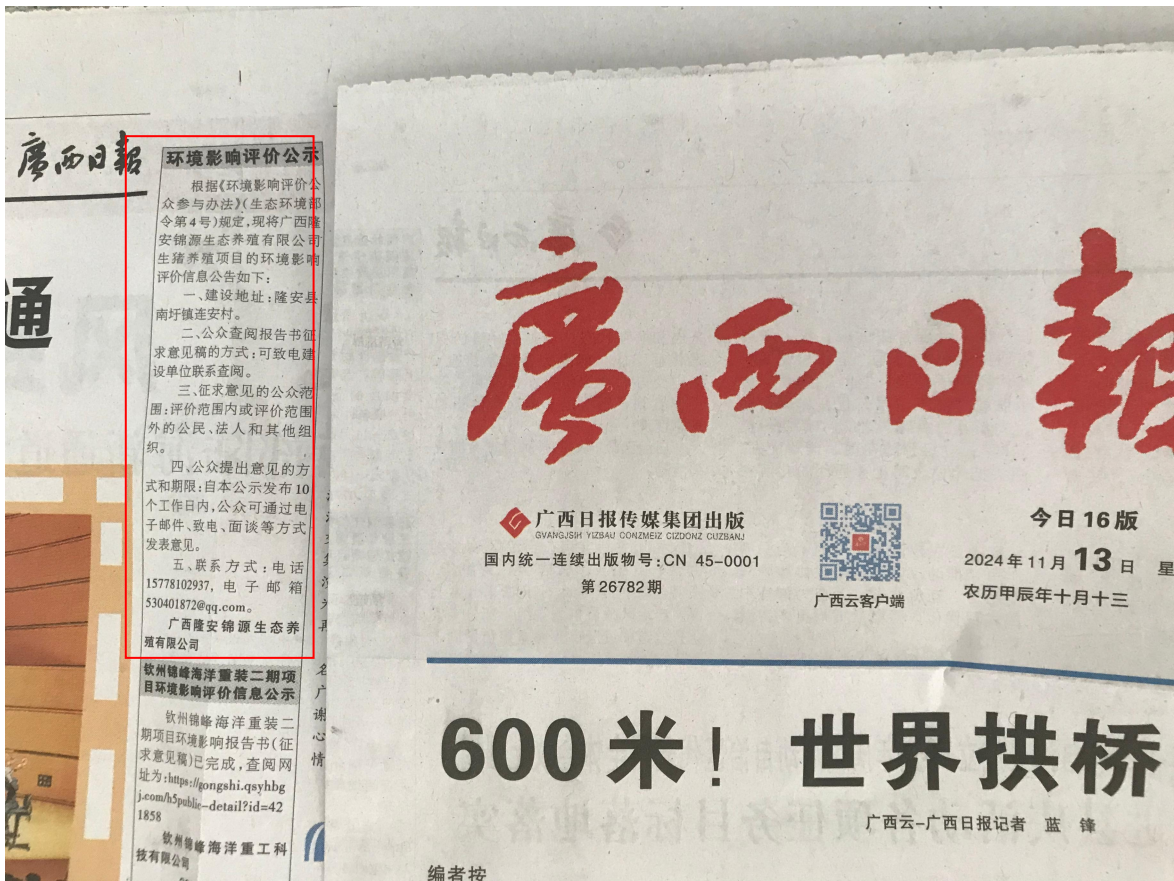 廣西日報
通
环境影响评价公示
根据《环境影响评价公
众参与办法》(生态环境部
令第4号)规定,现将广西隆
安锦源生态养殖有限公司
生猪养殖项目的环境影响
评价信息公告如下:
一、建设地址:隆安县
南圩镇连安村。
二、公众查阅报告书征
求意见稿的方式:可致电建
设单位联系查阅。
三、征求意见的公众范
围:评价范围内或评价范围
外的公民、法人和其他组
织。
四、公众提出意见的方
式和期限:自本公示发布10
个工作日内,公众可通过电
子邮件、致电、面谈等方式
发表意见。
五、联系方式:电话
15778102937,电子邮箱
530401872@qq.com。
广西隆安锦源生态养
殖有限公司
钦州锦峰海洋重装二期项
目环境影响评价信息公示
钦州锦峰海洋重装二
期项目环境影响报告书(征
求意见稿)已完成,查阅网
址为:https://gongshi.qsyhbg
j.com/h5public-detail?id=42
1858
钦州锦峰海洋重工科
技有限公司
名
广
谢
心
情
廣西日報
广西日报传媒集团出版
GVANGJSIH YIZBAU CONZMEIZ CIZDONZ CUZBANJ
国内统一连续出版物号:CN 45-0001
第26782期
广西云客户端
今日16版
2024年11月13日 星
农历甲辰年十月十三
600米!世界拱桥
广西云-广西日报记者 蓝 锋
编者按